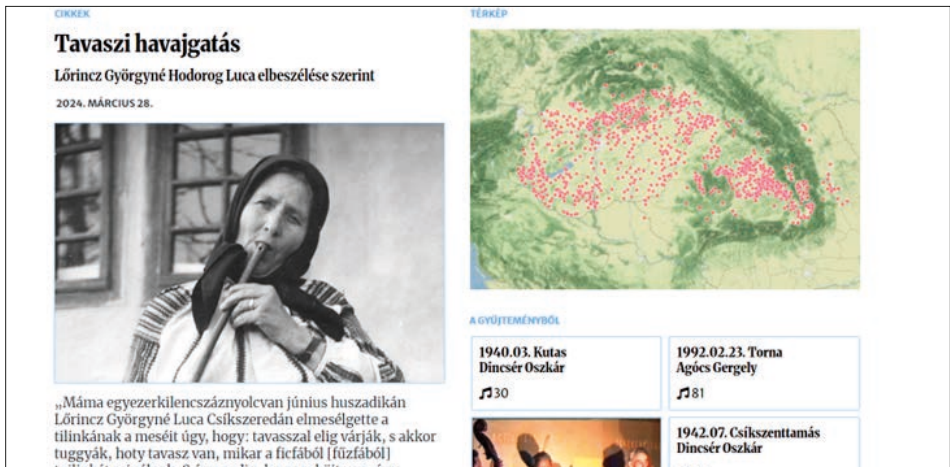 CIKKEK
Tavaszi havajgatás
Lőrincz Györgyné Hodorog Luca elbeszélése szerint
2024. MÁRCIUS 28.
„Máma egyezerkilencszáznyolcvan június huszadikán
Lőrincz Györgyné Luca Csíkszeredán elmesélgette a
tilinkának a meséit úgy, hogy: tavasszal elig várják, s akkor
tuggyák, hoty tavasz van, mikar a ficfából [fűzfából]
TÉRKÉP
A GYŰJTEMÉNYBŐL
1940.03. Kutas
Dincsér Oszkár
30
1992.02.23. Torna
Agócs Gergely
81
1942.07. Csíkszenttamás
Dincsér Oszkár